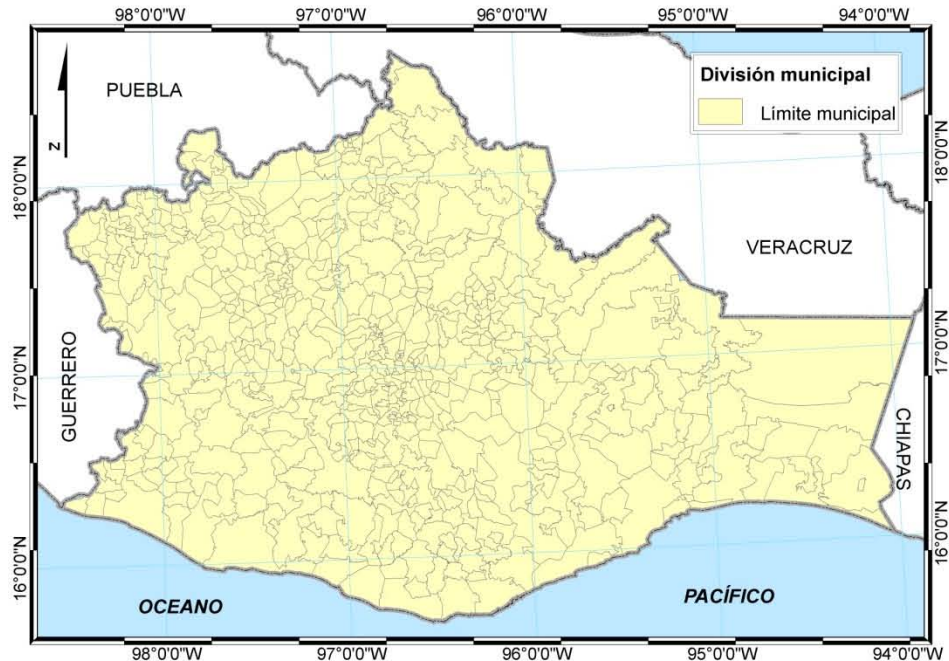 98°0'0"W 97°0'0"W 96°0'0"W 95°0'0"W 94°0'0"W
División municipal
Límite municipal
PUEBLA
VERACRUZ
GUERRERO
CHIAPAS
OCEANO
PACÍFICO
N
18°0'0"N
17°0'0"N
16°0'0"N
18°0'0"N
17°0'0"N
16°0'0"N
98°0'0"W 97°0'0"W 96°0'0"W 95°0'0"W 94°0'0"W